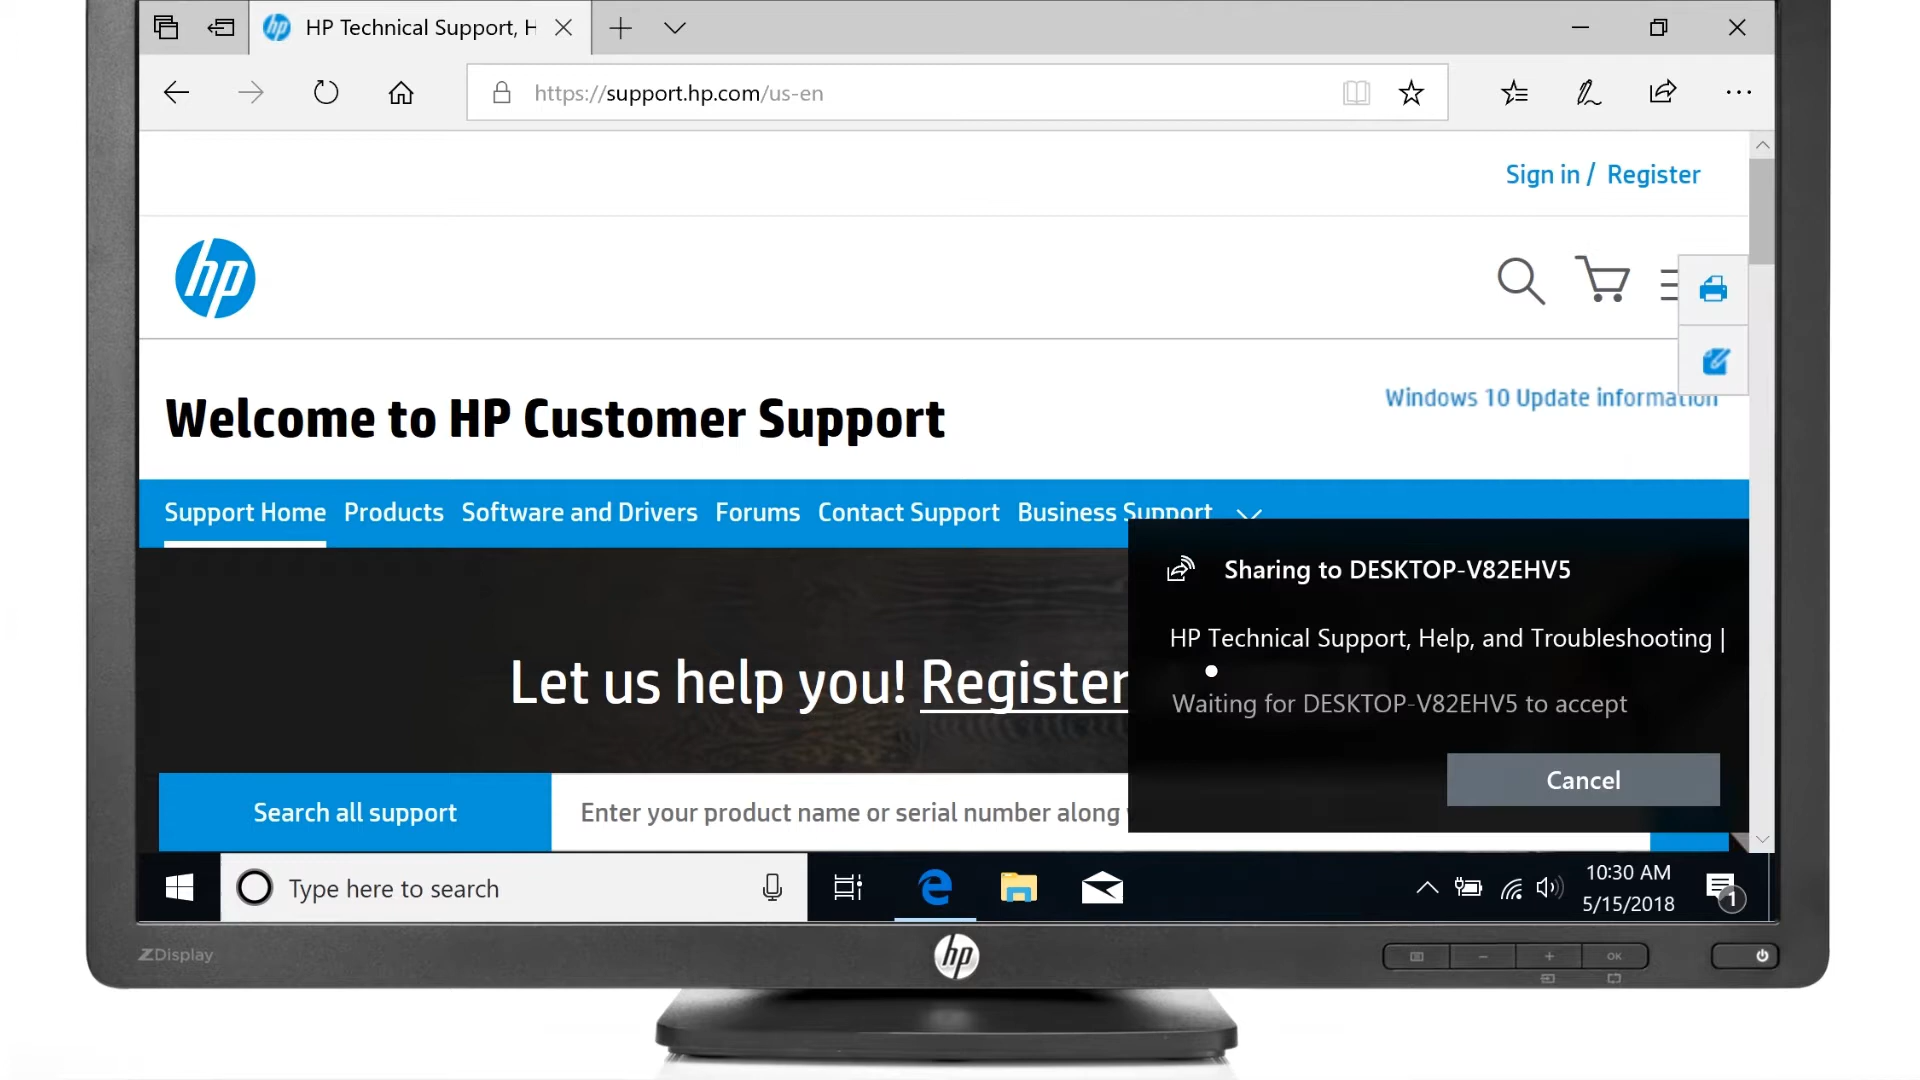 HP Technical Support, H
https://support.hp.com/us-en
Sign in / Register
hp
Welcome to HP Customer Support
Windows 10 Update information
Support Home Products Software and Drivers Forums Contact Support Business Support
Sharing to DESKTOP-V82EHV5
HP Technical Support, Help, and Troubleshooting |
Waiting for DESKTOP-V82EHV5 to accept
Cancel
Let us help you! Register
Search all support
Enter your product name or serial number along
Type here to search
10:30 AM
5/15/2018
1
ZDisplay
hp
OK